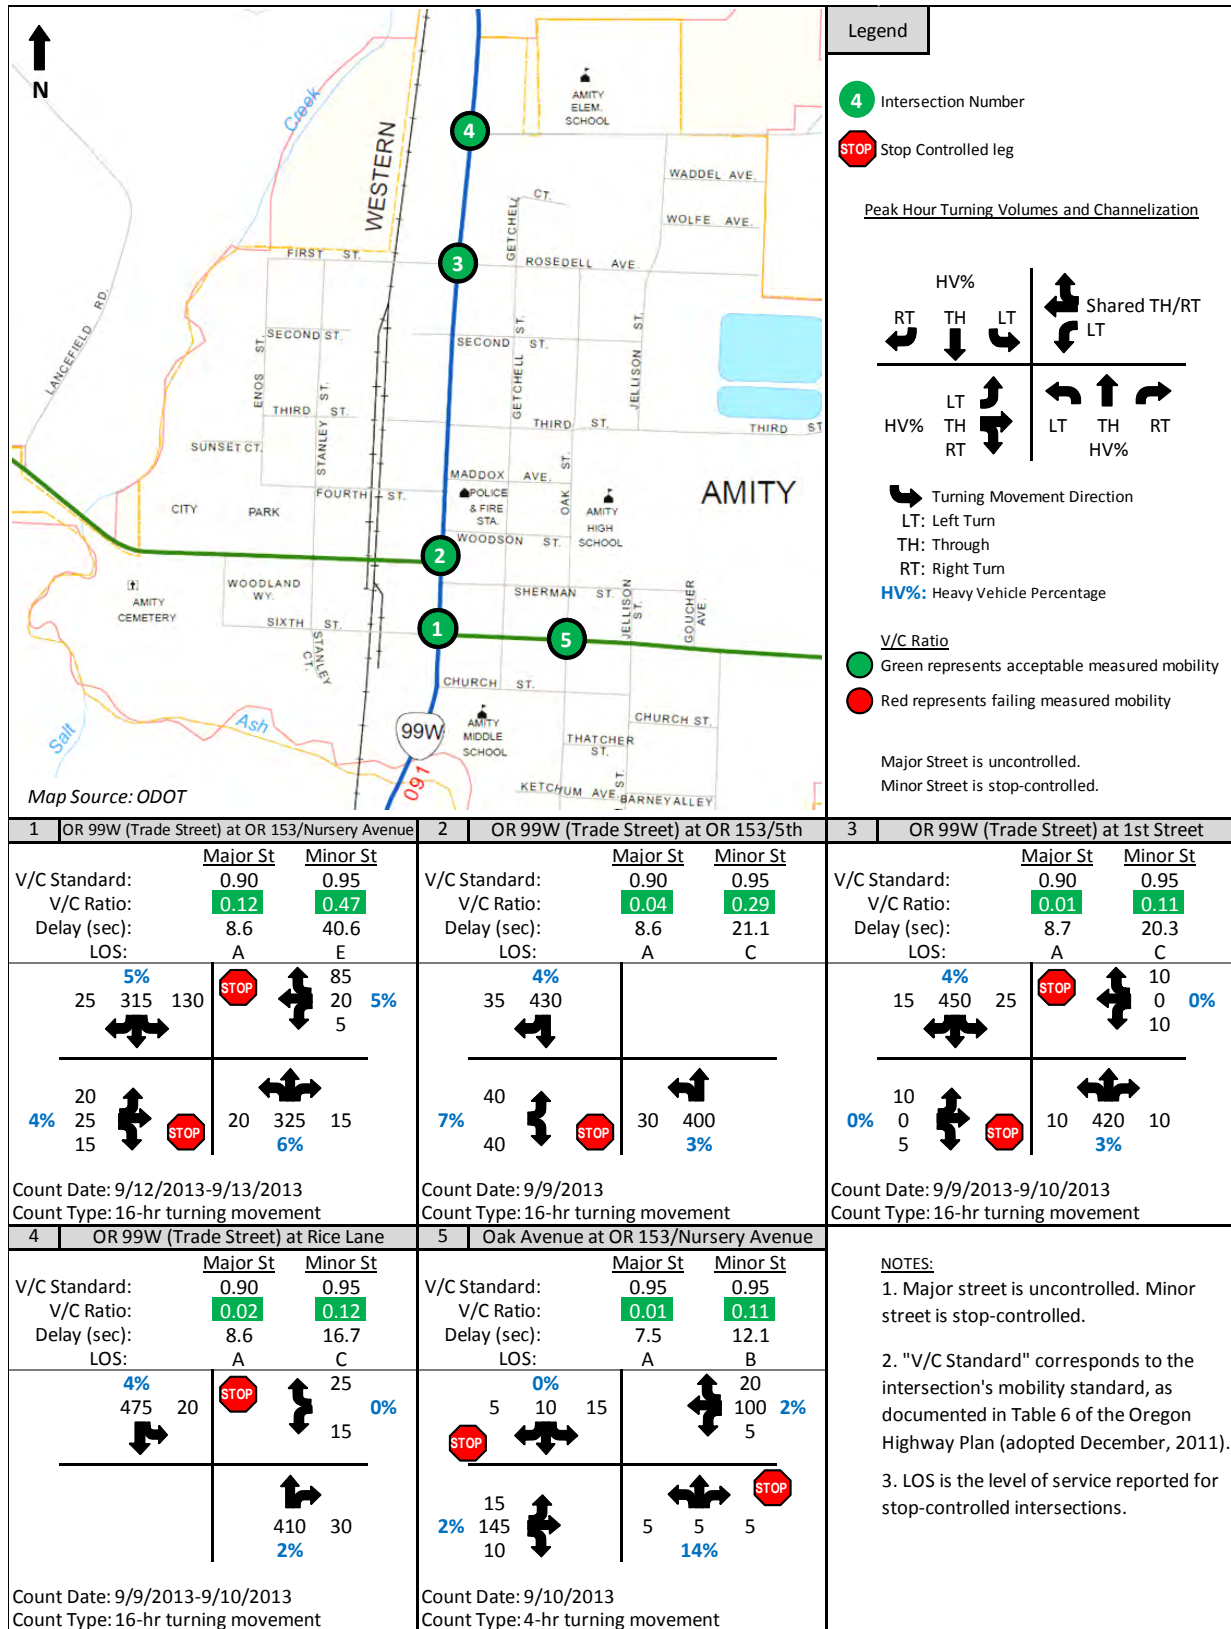 N
Creek
WESTERN
AMITY
ELEM.
SCHOOL
4
WADDEL AVE.
CT.
WOLFE AVE.
GETCHELL
FIRST ST.
3
ROSEDELL AVE.
LANCEFIELD RD.
ENOS ST.
SECOND ST.
STANLEY ST.
SECOND ST.
GETCHELL ST.
JELLISON ST.
THIRD ST.
THIRD ST.
THIRD ST
SUNSET CT.
MADDOX AVE.
OAK ST.
FOURTH ST.
POLICE
& FIRE
STA.
AMITY
HIGH
SCHOOL
AMITY
CITY PARK
WOODSON ST.
2
WOODLAND
WY.
AMITY
CEMETERY
SHERMAN ST.
JELLISON ST.
GOUCHER AVE.
SIXTH ST.
1
5
STANLEY CT.
CHURCH ST.
CHURCH ST.
Salt
Ash
99W
091
AMITY
MIDDLE
SCHOOL
THATCHER
ST.
ST.
KETCHUM AVE.
BARNEY ALLEY
Map Source: ODOT
Legend
4 Intersection Number
STOP Stop Controlled leg
Peak Hour Turning Volumes and Channelization
HV%
RT TH LT
Shared TH/RT
LT
LT
HV% TH
RT
LT TH RT
HV%
Turning Movement Direction
LT: Left Turn
TH: Through
RT: Right Turn
HV%: Heavy Vehicle Percentage
V/C Ratio
Green represents acceptable measured mobility
Red represents failing measured mobility
Major Street is uncontrolled.
Minor Street is stop-controlled.
1 OR 99W (Trade Street) at OR 153/Nursery Avenue
Major St Minor St
V/C Standard: 0.90 0.95
V/C Ratio: 0.12 0.47
Delay (sec): 8.6 40.6
LOS: A E
5%
25 315 130
STOP
85
20 5%
5
20
4% 25
15
STOP
20 325 15
6%
Count Date: 9/12/2013-9/13/2013
Count Type: 16-hr turning movement
2 OR 99W (Trade Street) at OR 153/5th
Major St Minor St
V/C Standard: 0.90 0.95
V/C Ratio: 0.04 0.29
Delay (sec): 8.6 21.1
LOS: A C
4%
35 430
40
7%
40
STOP
30 400
3%
Count Date: 9/9/2013
Count Type: 16-hr turning movement
3 OR 99W (Trade Street) at 1st Street
Major St Minor St
V/C Standard: 0.90 0.95
V/C Ratio: 0.01 0.11
Delay (sec): 8.7 20.3
LOS: A C
4%
15 450 25
STOP
10
0 0%
10
10
0% 0
5
STOP
10 420 10
3%
Count Date: 9/9/2013-9/10/2013
Count Type: 16-hr turning movement
4 OR 99W (Trade Street) at Rice Lane
Major St Minor St
V/C Standard: 0.90 0.95
V/C Ratio: 0.02 0.12
Delay (sec): 8.6 16.7
LOS: A C
4%
475 20
STOP
25
0%
15
410 30
2%
Count Date: 9/9/2013-9/10/2013
Count Type: 16-hr turning movement
5 Oak Avenue at OR 153/Nursery Avenue
Major St Minor St
V/C Standard: 0.95 0.95
V/C Ratio: 0.01 0.11
Delay (sec): 7.5 12.1
LOS: A B
0%
5 10 15
STOP
20
100 2%
5
15
2% 145
10
STOP
5 5 5
14%
Count Date: 9/10/2013
Count Type: 4-hr turning movement
NOTES:
1. Major street is uncontrolled. Minor
street is stop-controlled.
2. "V/C Standard" corresponds to the
intersection's mobility standard, as
documented in Table 6 of the Oregon
Highway Plan (adopted December, 2011).
3. LOS is the level of service reported for
stop-controlled intersections.